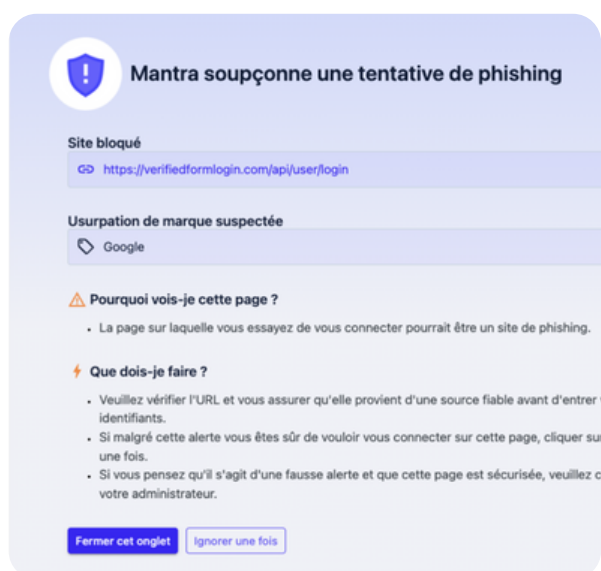 Mantra soupçonne une tentative de phishing
Site bloqué
https://verifiedformlogin.com/api/user/login
Usurpation de marque suspectée
Google
Pourquoi vois-je cette page ?
• La page sur laquelle vous essayez de vous connecter pourrait être un site de phishing.
Que dois-je faire ?
• Veuillez vérifier l'URL et vous assurer qu'elle provient d'une source fiable avant d'entrer
identifiants.
• Si malgré cette alerte vous êtes sûr de vouloir vous connecter sur cette page, cliquer sur
une fois.
• Si vous pensez qu'il s'agit d'une fausse alerte et que cette page est sécurisée, veuillez
votre administrateur.
Fermer cet onglet
Ignorer une fois